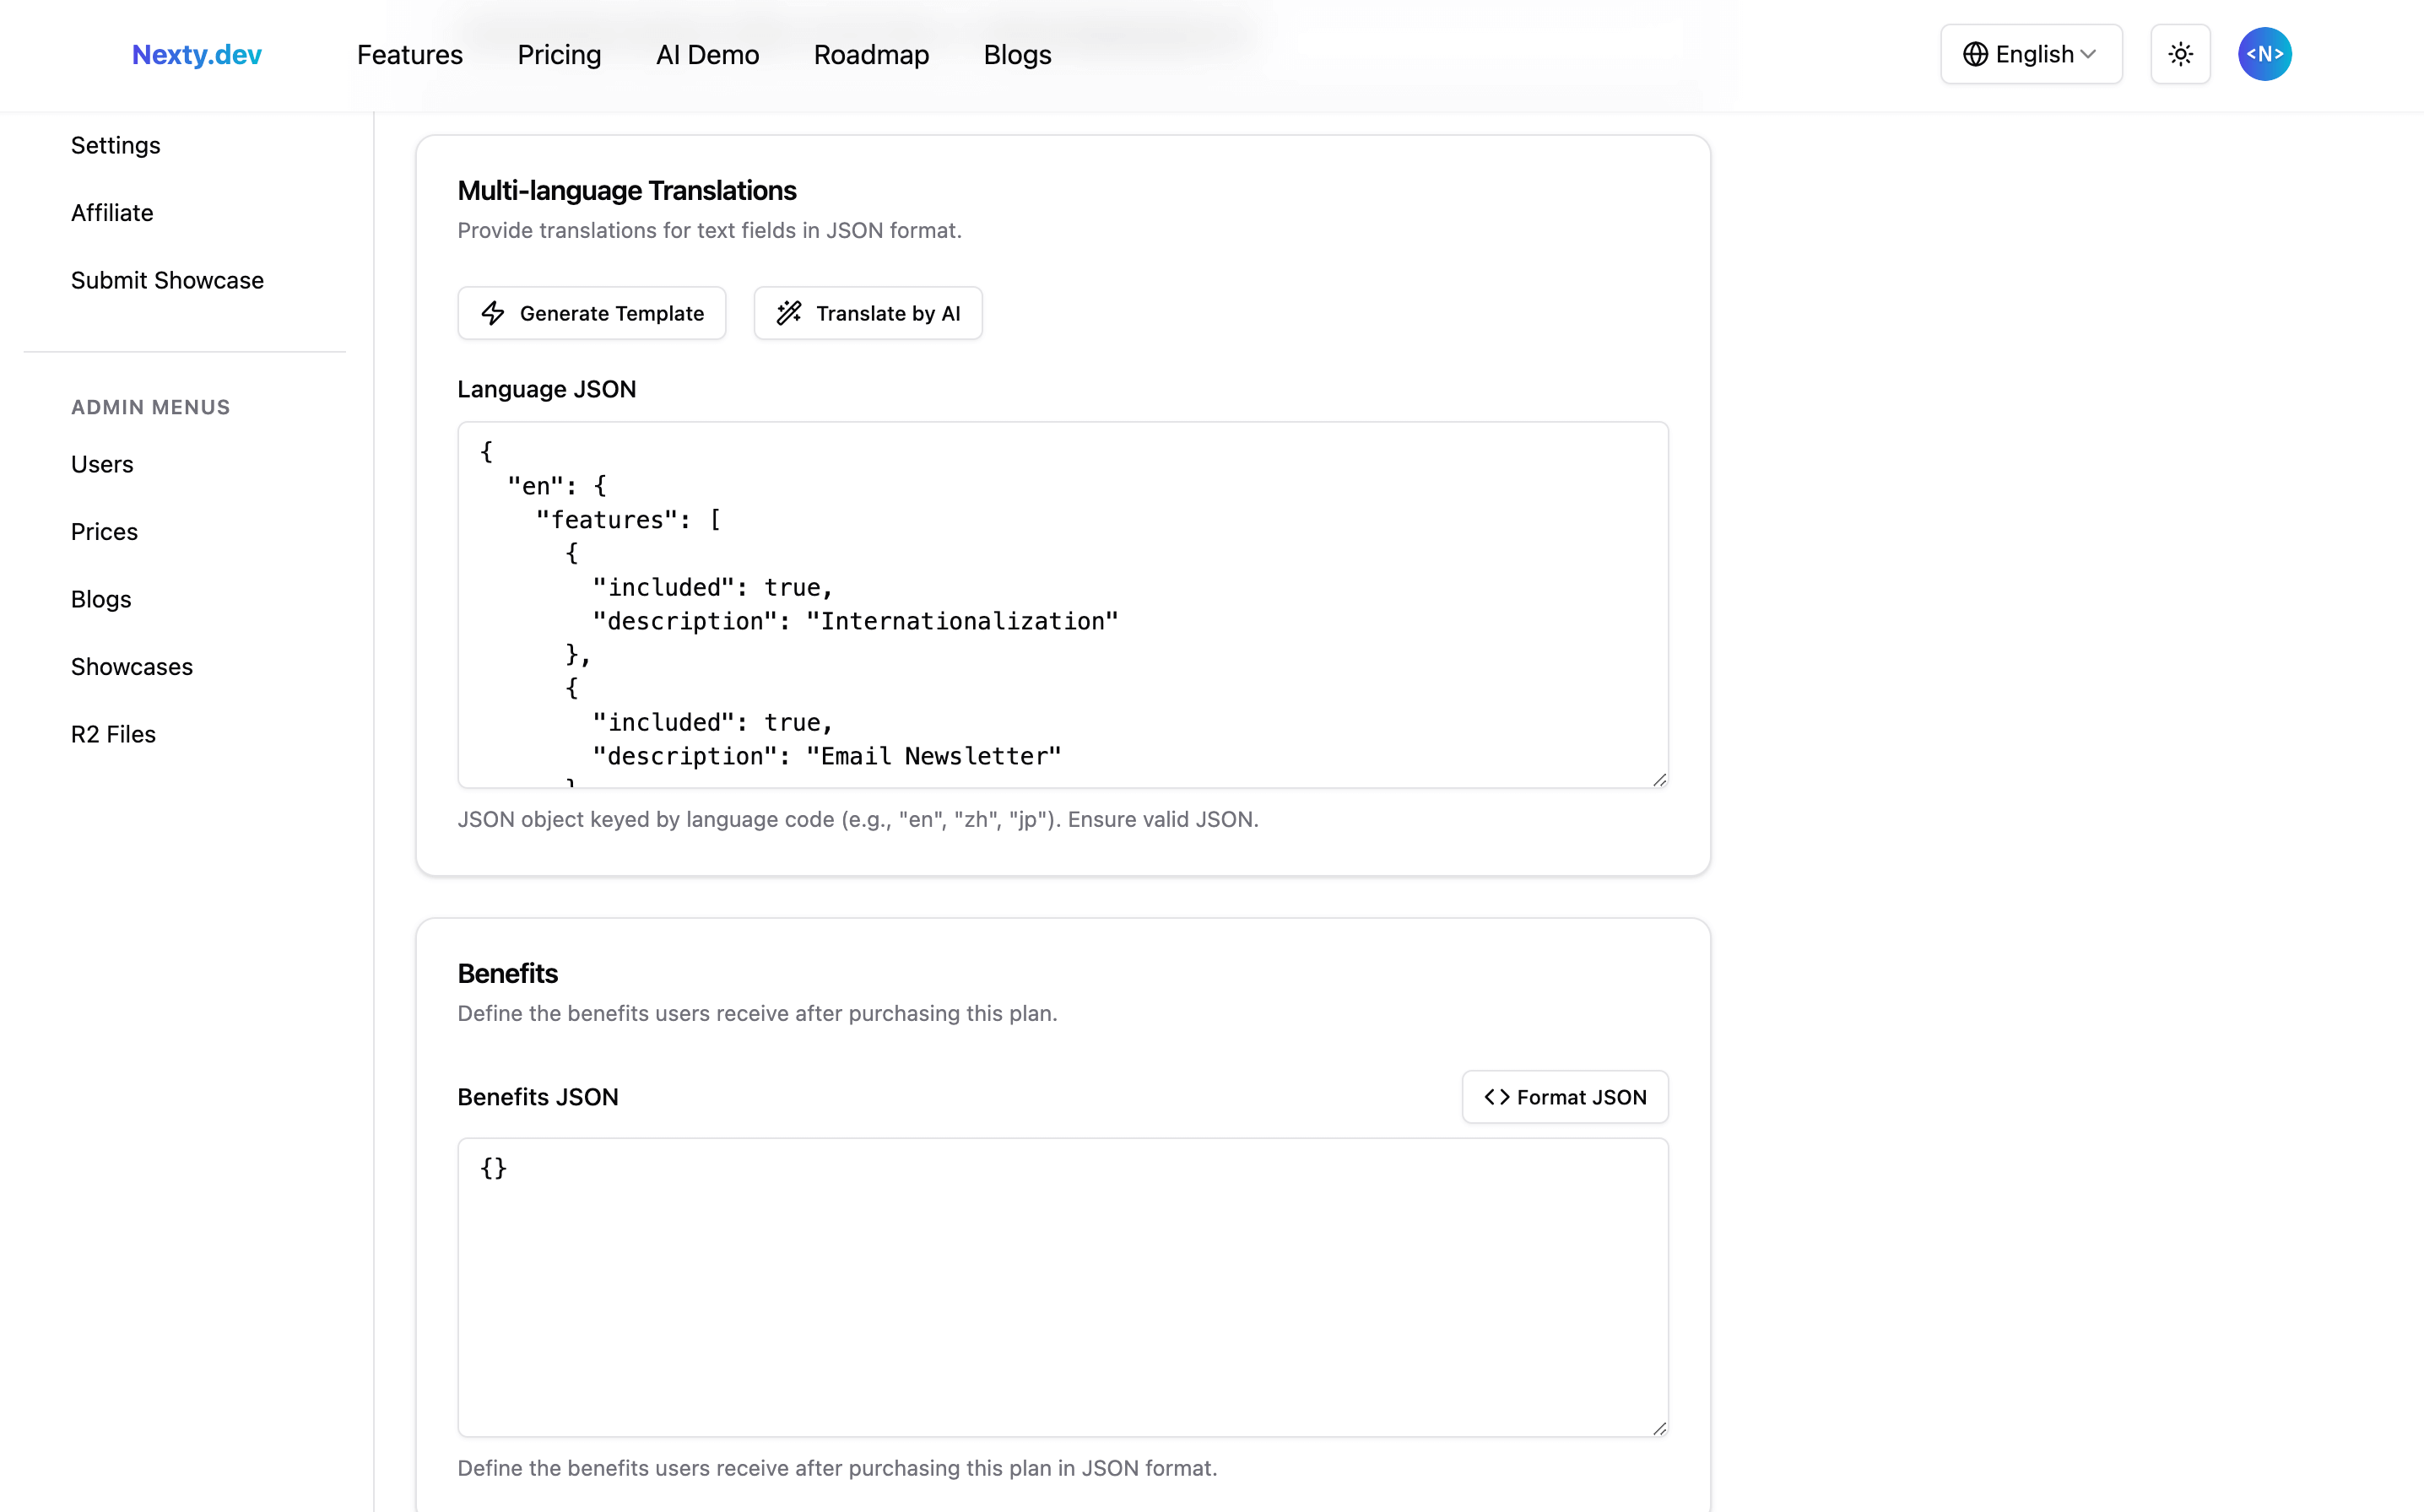 Nexty.dev
Features
Pricing
AI Demo
Roadmap
Blogs
English
<N>
Settings
Affiliate
Submit Showcase
ADMIN MENUS
Users
Prices
Blogs
Showcases
R2 Files
Multi-language Translations
Provide translations for text fields in JSON format.
Generate Template
Translate by AI
Language JSON
{
  "en": {
    "features": [
      {
        "included": true,
        "description": "Internationalization"
      },
      {
        "included": true,
        "description": "Email Newsletter"
      }
JSON object keyed by language code (e.g., "en", "zh", "jp"). Ensure valid JSON.
Benefits
Define the benefits users receive after purchasing this plan.
Benefits JSON
Format JSON
{}
Define the benefits users receive after purchasing this plan in JSON format.